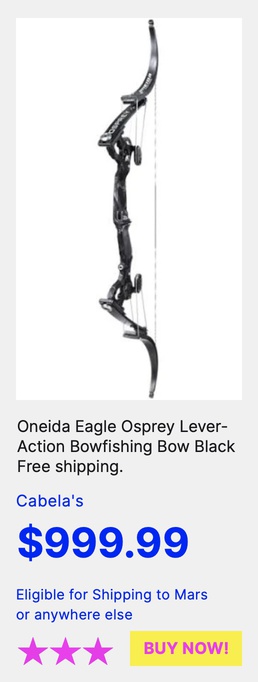 Oneida Eagle Osprey Lever-
Action Bowfishing Bow Black
Free shipping.
Cabela's
$999.99
Eligible for Shipping to Mars
or anywhere else
BUY NOW!